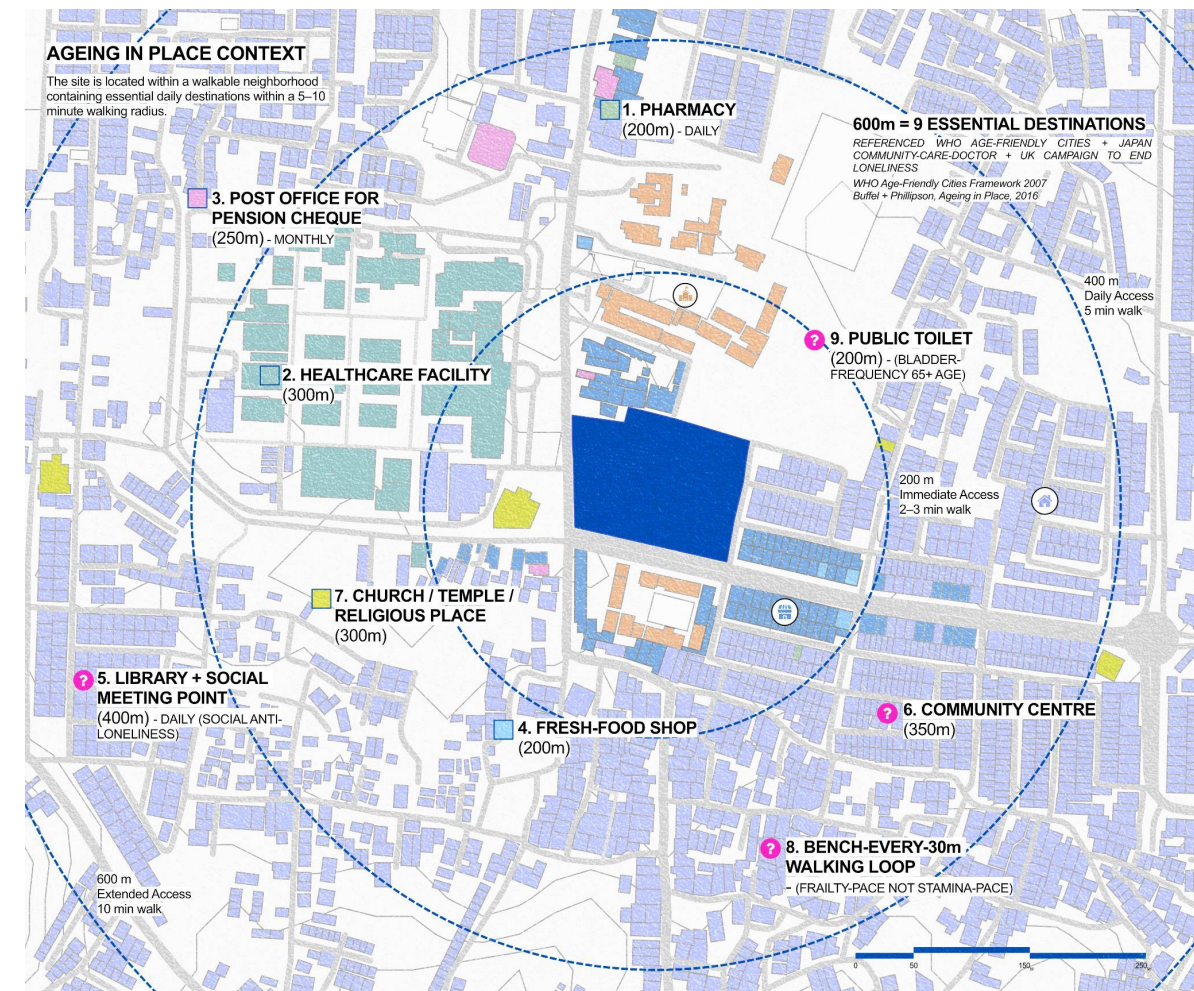 AGEING IN PLACE CONTEXT
The site is located within a walkable neighborhood
containing essential daily destinations within a 5–10
minute walking radius.
1. PHARMACY
(200m) - DAILY
600m = 9 ESSENTIAL DESTINATIONS
REFERENCED WHO AGE-FRIENDLY CITIES + JAPAN
COMMUNITY-CARE-DOCTOR + UK CAMPAIGN TO END
LONELINESS
WHO Age-Friendly Cities Framework 2007
Buffel + Phillipson, Ageing in Place, 2016
3. POST OFFICE FOR
PENSION CHEQUE
(250m) - MONTHLY
400 m
Daily Access
5 min walk
? 9. PUBLIC TOILET
(200m) - (BLADDER-
FREQUENCY 65+ AGE)
2. HEALTHCARE FACILITY
(300m)
200 m
Immediate Access
2–3 min walk
7. CHURCH / TEMPLE /
RELIGIOUS PLACE
(300m)
? 5. LIBRARY + SOCIAL
MEETING POINT
(400m) - DAILY (SOCIAL ANTI-
LONELINESS)
4. FRESH-FOOD SHOP
(200m)
? 6. COMMUNITY CENTRE
(350m)
? 8. BENCH-EVERY-30m
WALKING LOOP
- (FRAILTY-PACE NOT STAMINA-PACE)
600 m
Extended Access
10 min walk
0 50 150 250